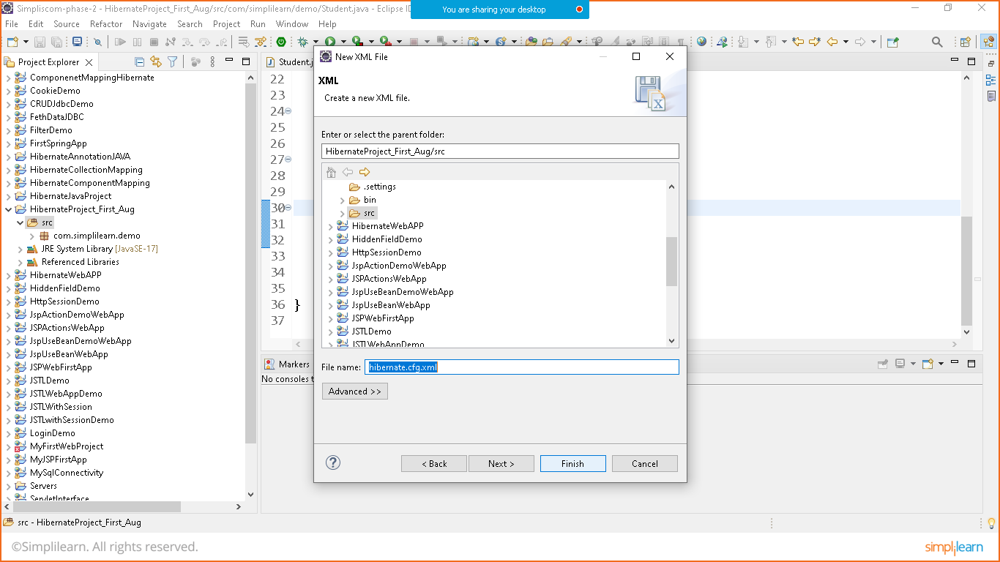 Simpliscom-phase-2 - HibernateProject_First_Aug/src/com/simplilearn/demo/Student.java - Eclipse ID
You are sharing your desktop
File Edit Source Refactor Navigate Search Project Run Window Help
Project Explorer
Student.j
ComponenetMappingHibernate
CookieDemo
CRUDJdbcDemo
FethDataJDBC
FilterDemo
FirstSpringApp
HibernateAnnotationJAVA
HibernateCollectionMapping
HibernateComponentMapping
HibernateJavaProject
HibernateProject_First_Aug
src
com.simplilearn.demo
JRE System Library [JavaSE-17]
Referenced Libraries
HibernateWebAPP
HiddenFieldDemo
HttpSessionDemo
JspActionDemoWebApp
JSPActionsWebApp
JspUseBeanDemoWebApp
JspUseBeanWebApp
JSPWebFirstApp
JSTLDemo
JSTLWebAppDemo
JSTLWithSession
JSTLwithSessionDemo
LoginDemo
MyFirstWebProject
MyJSPFirstApp
MySqlConnectivity
Servers
ServletInterface
22
23
24
25
26
27
28
29
30
31
32
33
34
35
36 }
37
Markers
No consoles t
New XML File
XML
Create a new XML file.
Enter or select the parent folder:
HibernateProject_First_Aug/src
.settings
bin
src
HibernateWebAPP
HiddenFieldDemo
HttpSessionDemo
JspActionDemoWebApp
JSPActionsWebApp
JspUseBeanDemoWebApp
JspUseBeanWebApp
JSPWebFirstApp
JSTLDemo
JSTLWebAppDemo
File name: hibernate.cfg.xml
Advanced >>
< Back Next > Finish Cancel
src - HibernateProject_First_Aug
©Simplilearn. All rights reserved.
simplilearn